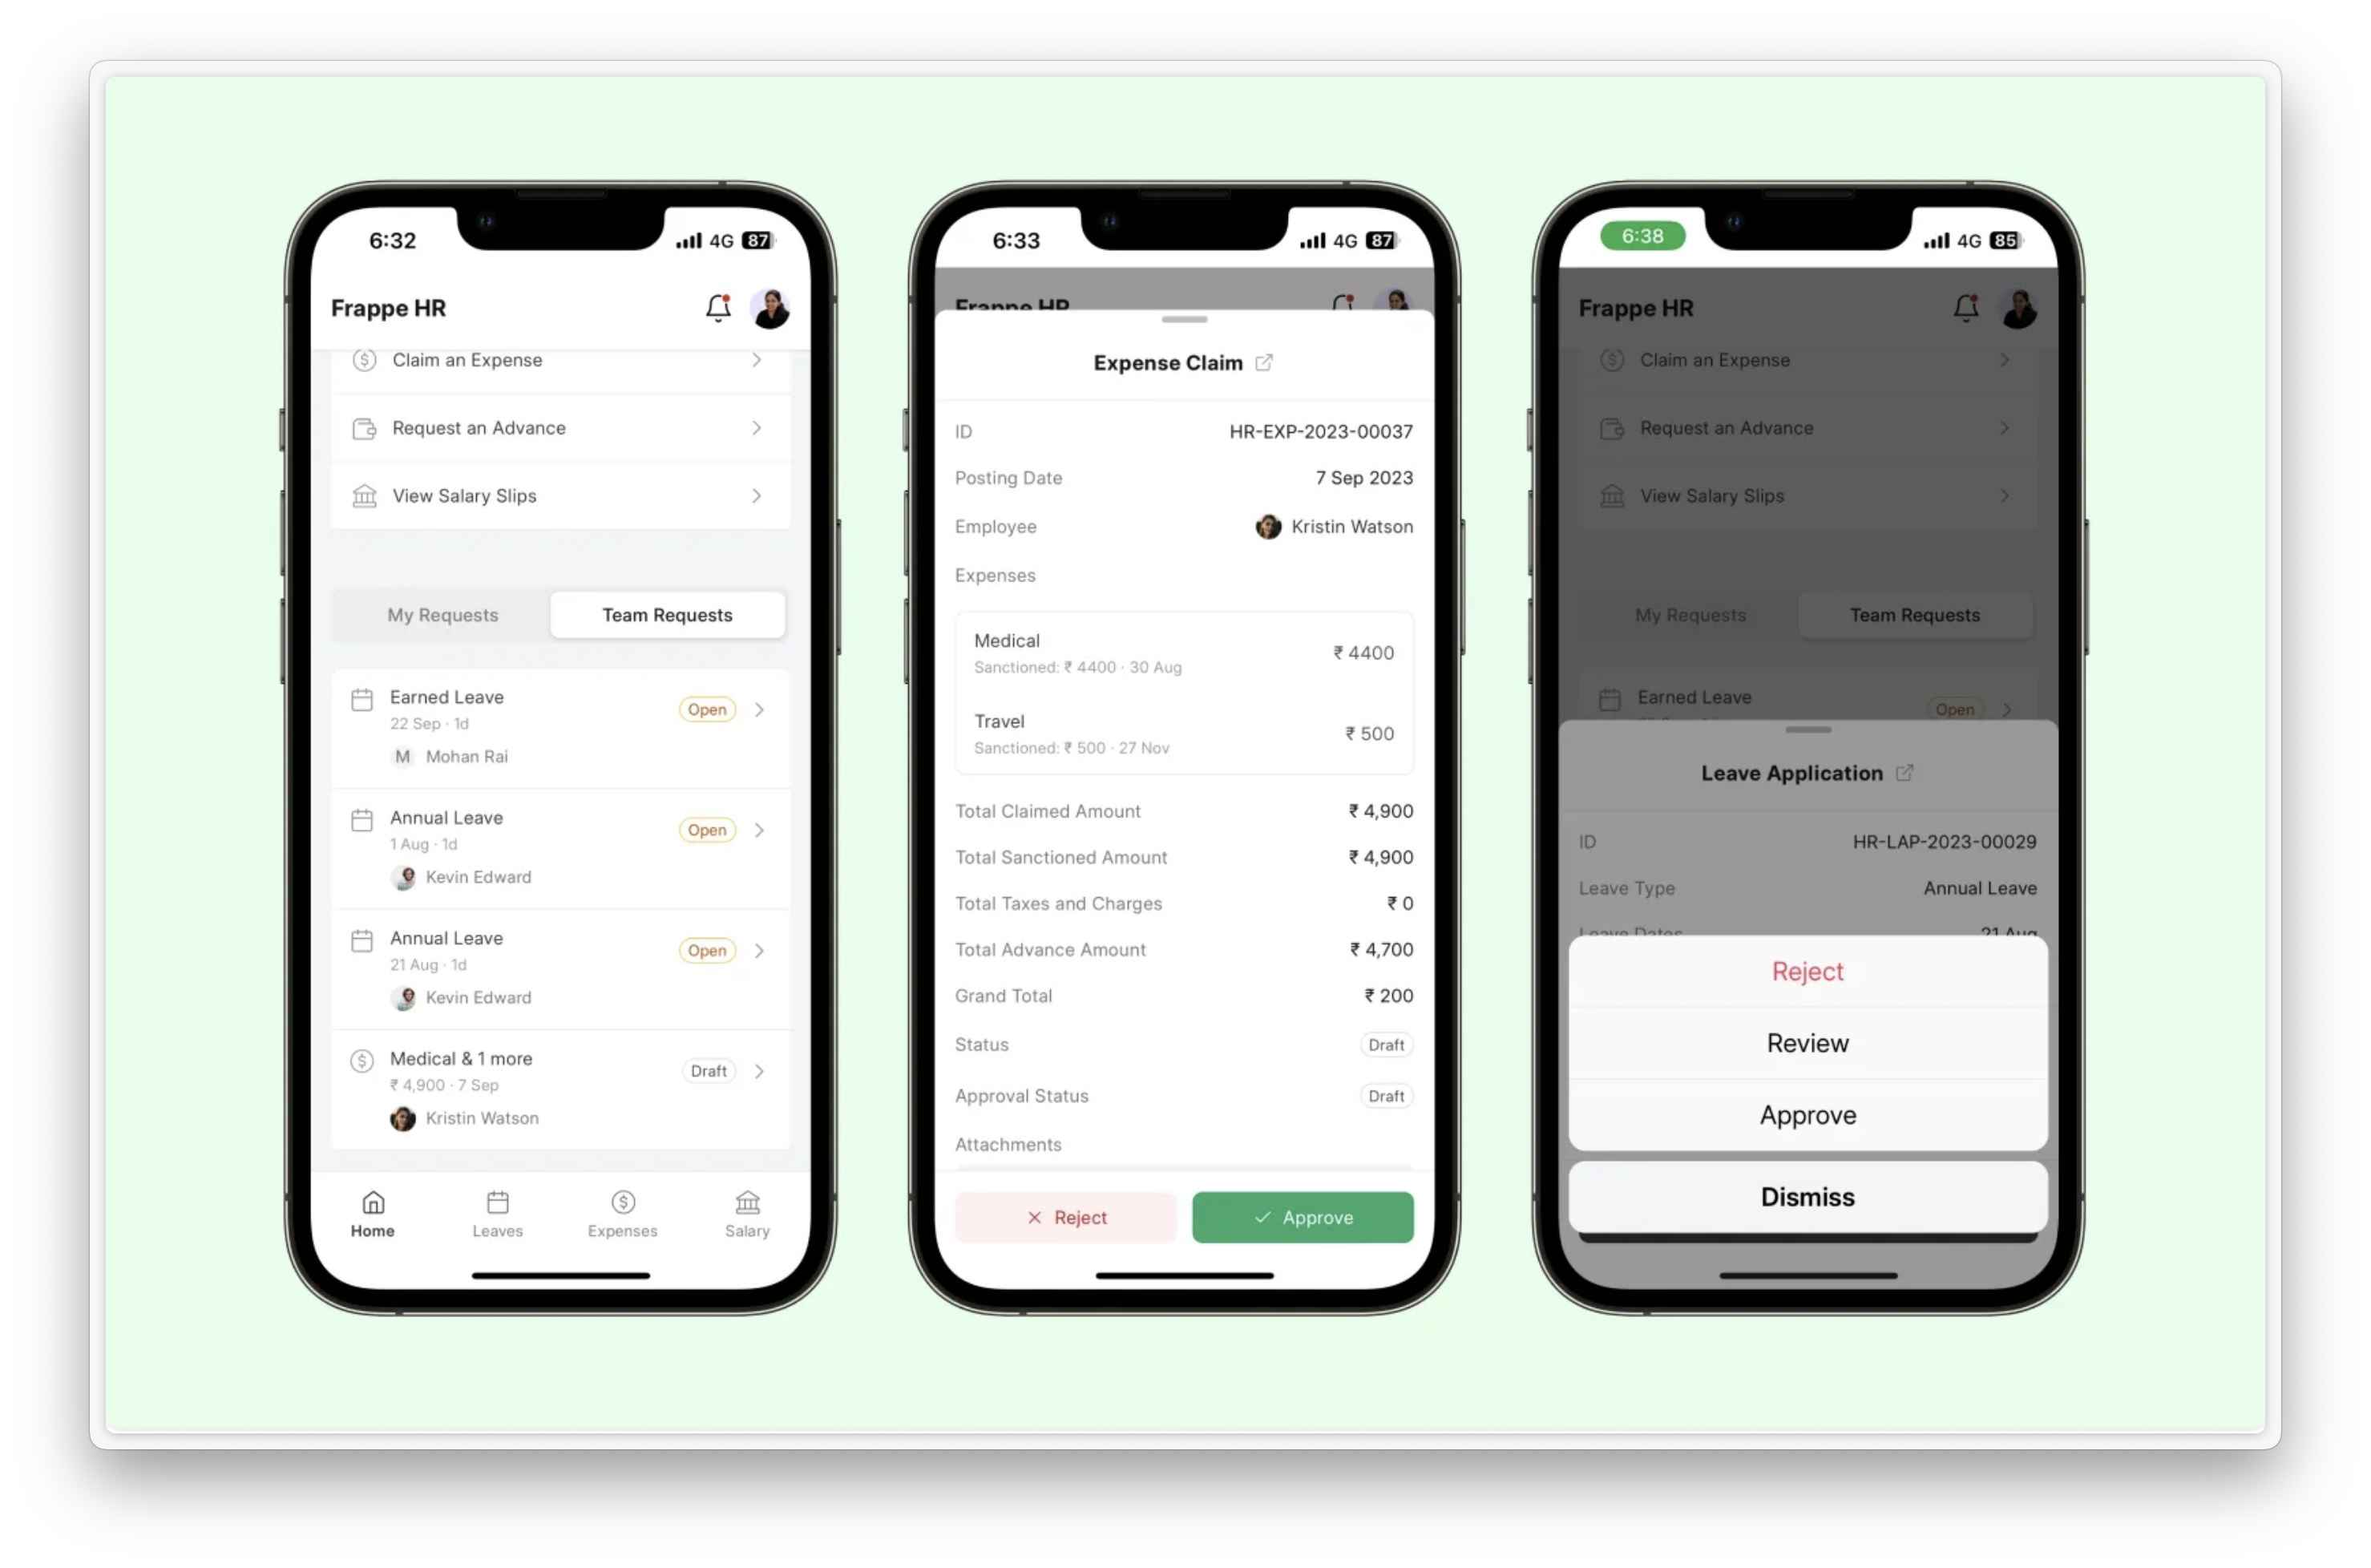 6:32
4G 87
Frappe HR
Claim an Expense
Request an Advance
View Salary Slips
My Requests Team Requests
Earned Leave
22 Sep · 1d
Open
M Mohan Rai
Annual Leave
1 Aug · 1d
Open
Kevin Edward
Annual Leave
21 Aug · 1d
Open
Kevin Edward
Medical & 1 more
₹ 4,900 · 7 Sep
Draft
Kristin Watson
Home Leaves Expenses Salary
6:33
4G 87
Frappe HR
Expense Claim
ID HR-EXP-2023-00037
Posting Date 7 Sep 2023
Employee Kristin Watson
Expenses
Medical
Sanctioned: ₹ 4400 · 30 Aug
₹ 4400
Travel
Sanctioned: ₹ 500 · 27 Nov
₹ 500
Total Claimed Amount ₹ 4,900
Total Sanctioned Amount ₹ 4,900
Total Taxes and Charges ₹ 0
Total Advance Amount ₹ 4,700
Grand Total ₹ 200
Status Draft
Approval Status Draft
Attachments
Reject Approve
6:38
4G 85
Frappe HR
Claim an Expense
Request an Advance
View Salary Slips
My Requests Team Requests
Earned Leave
Open
Leave Application
ID HR-LAP-2023-00029
Leave Type Annual Leave
Leave Dates 21 Aug
Reject
Review
Approve
Dismiss